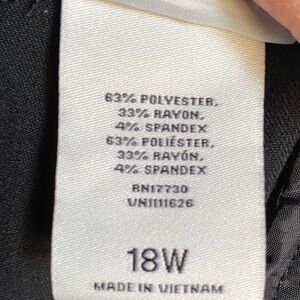 63% POLYESTER,
33% RAYON,
4% SPANDEX
63% POLIÉSTER,
33% RAYÓN,
4% SPANDEX
RN17730
VN1111626
18W
MADE IN VIETNAM